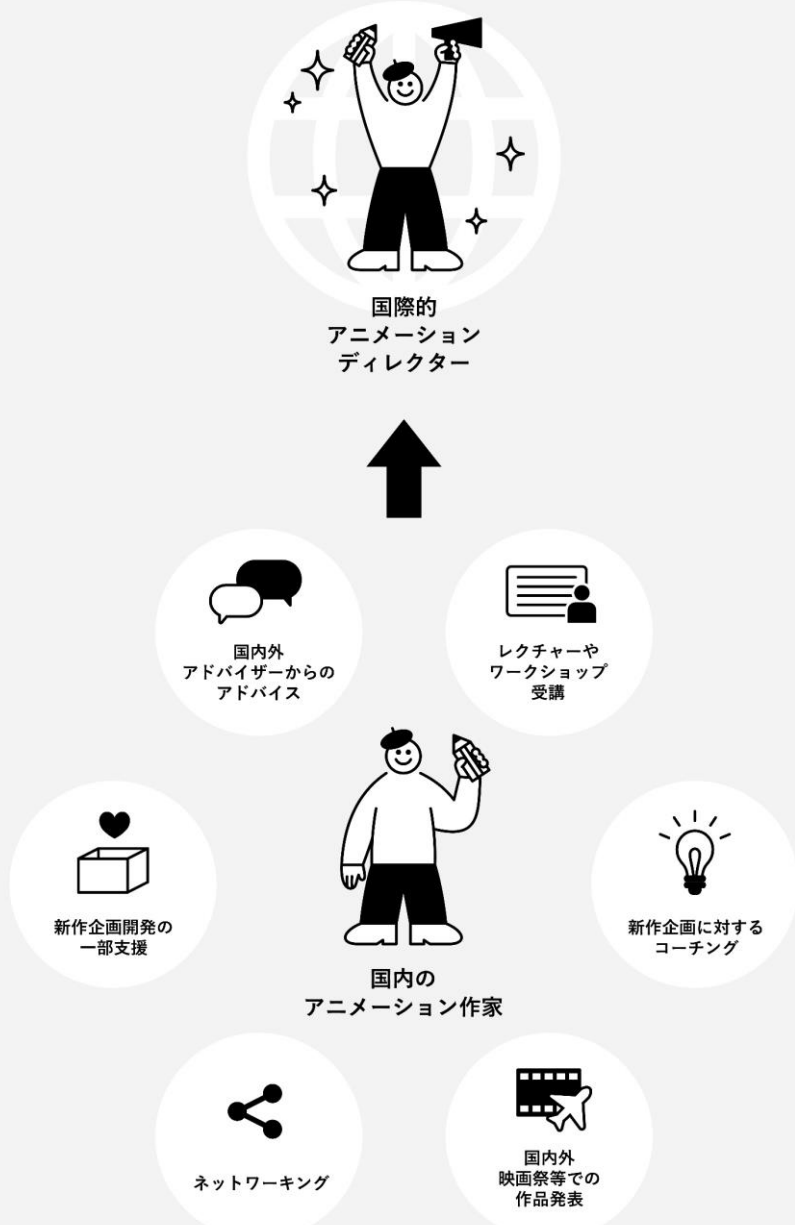 国際的
アニメーション
ディレクター
国内外
アドバイザーからの
アドバイス
レクチャーや
ワークショップ
受講
新作企画開発の
一部支援
新作企画に対する
コーチング
国内の
アニメーション作家
ネットワーキング
国内外
映画祭等での
作品発表